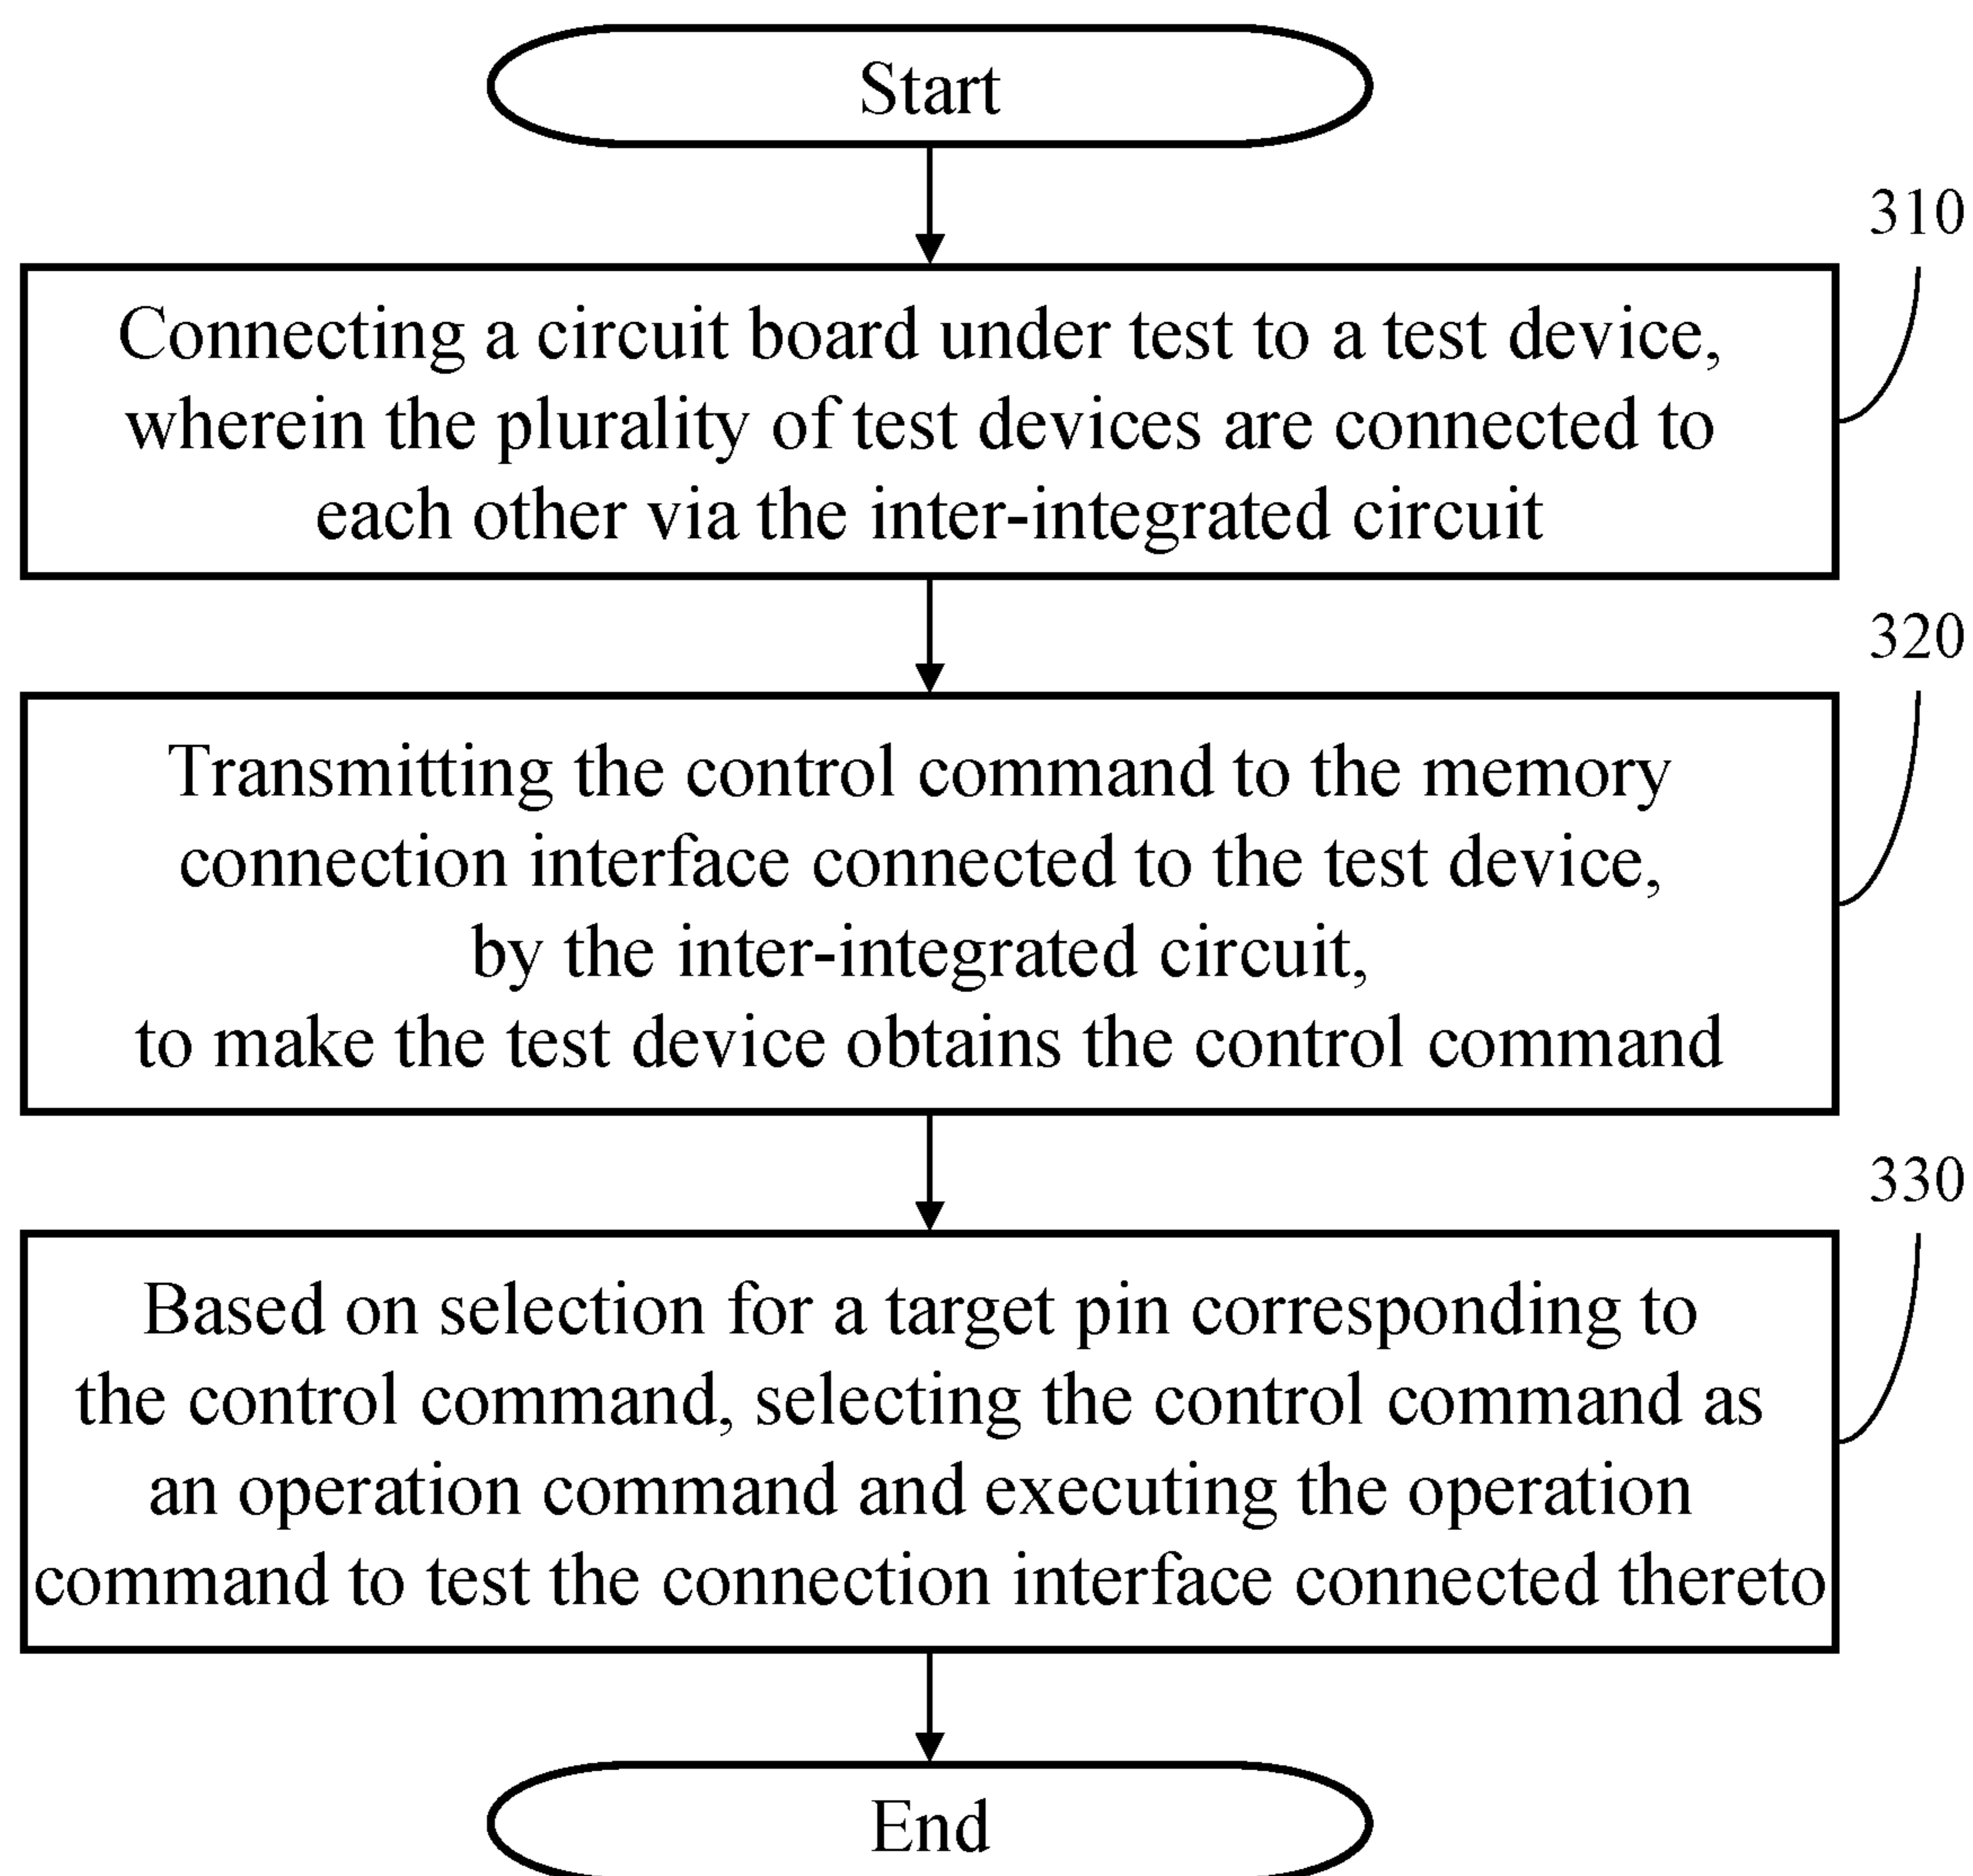 Start
310
Connecting a circuit board under test to a test device,
wherein the plurality of test devices are connected to
each other via the inter-integrated circuit
320
Transmitting the control command to the memory
connection interface connected to the test device,
by the inter-integrated circuit,
to make the test device obtains the control command
330
Based on selection for a target pin corresponding to
the control command, selecting the control command as
an operation command and executing the operation
command to test the connection interface connected thereto
End